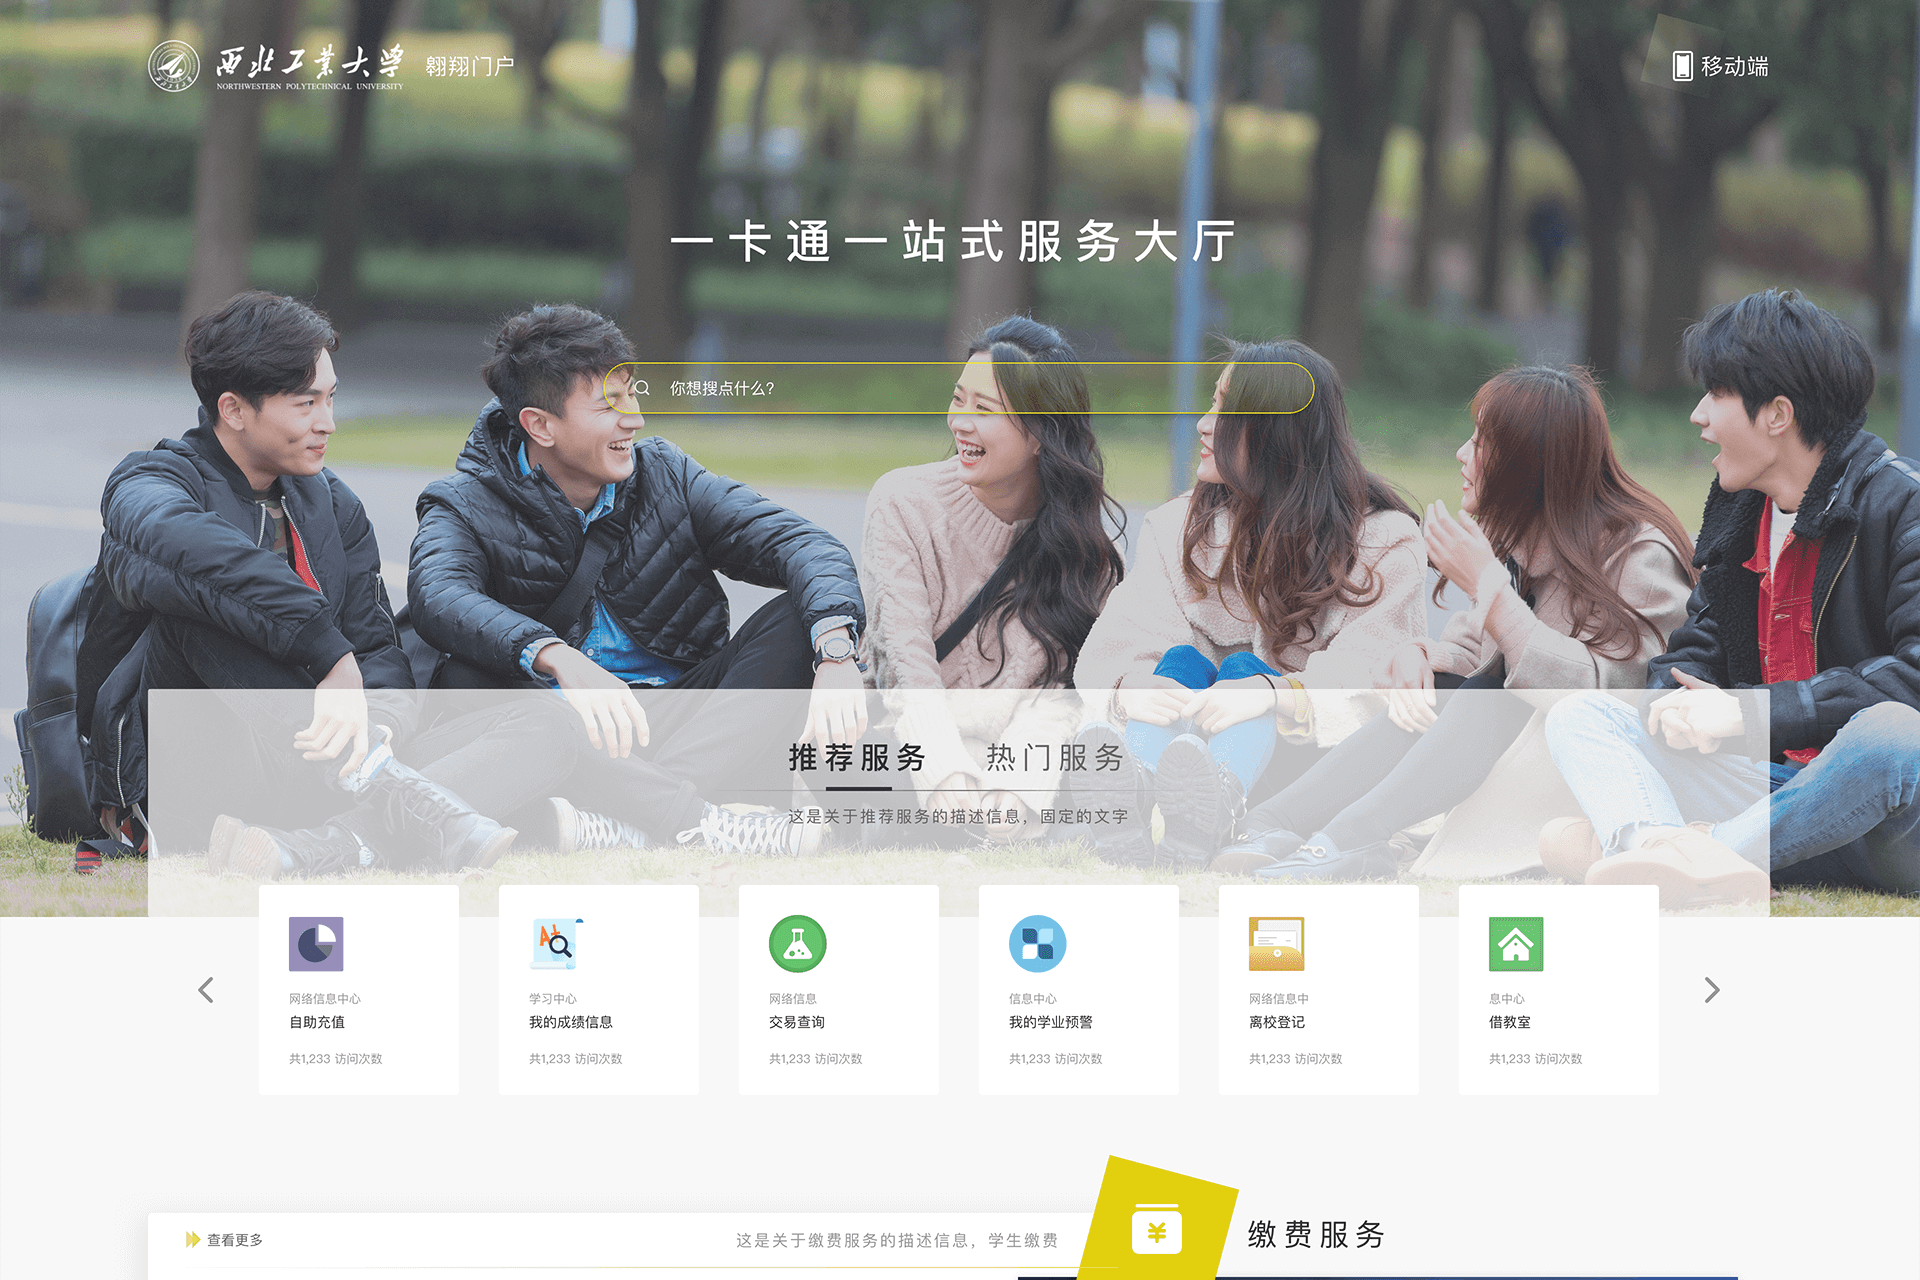 西北工业大学
NORTHWESTERN POLYTECHNICAL UNIVERSITY
翱翔门户
移动端
一卡通一站式服务大厅
你想搜点什么?
推荐服务
热门服务
这是关于推荐服务的描述信息，固定的文字
A+
网络信息中心
自助充值
共1,233 访问次数
学习中心
我的成绩信息
共1,233 访问次数
网络信息
交易查询
共1,233 访问次数
信息中心
我的学业预警
共1,233 访问次数
网络信息中
离校登记
共1,233 访问次数
息中心
借教室
共1,233 访问次数
查看更多
这是关于缴费服务的描述信息，学生缴费
¥
缴费服务